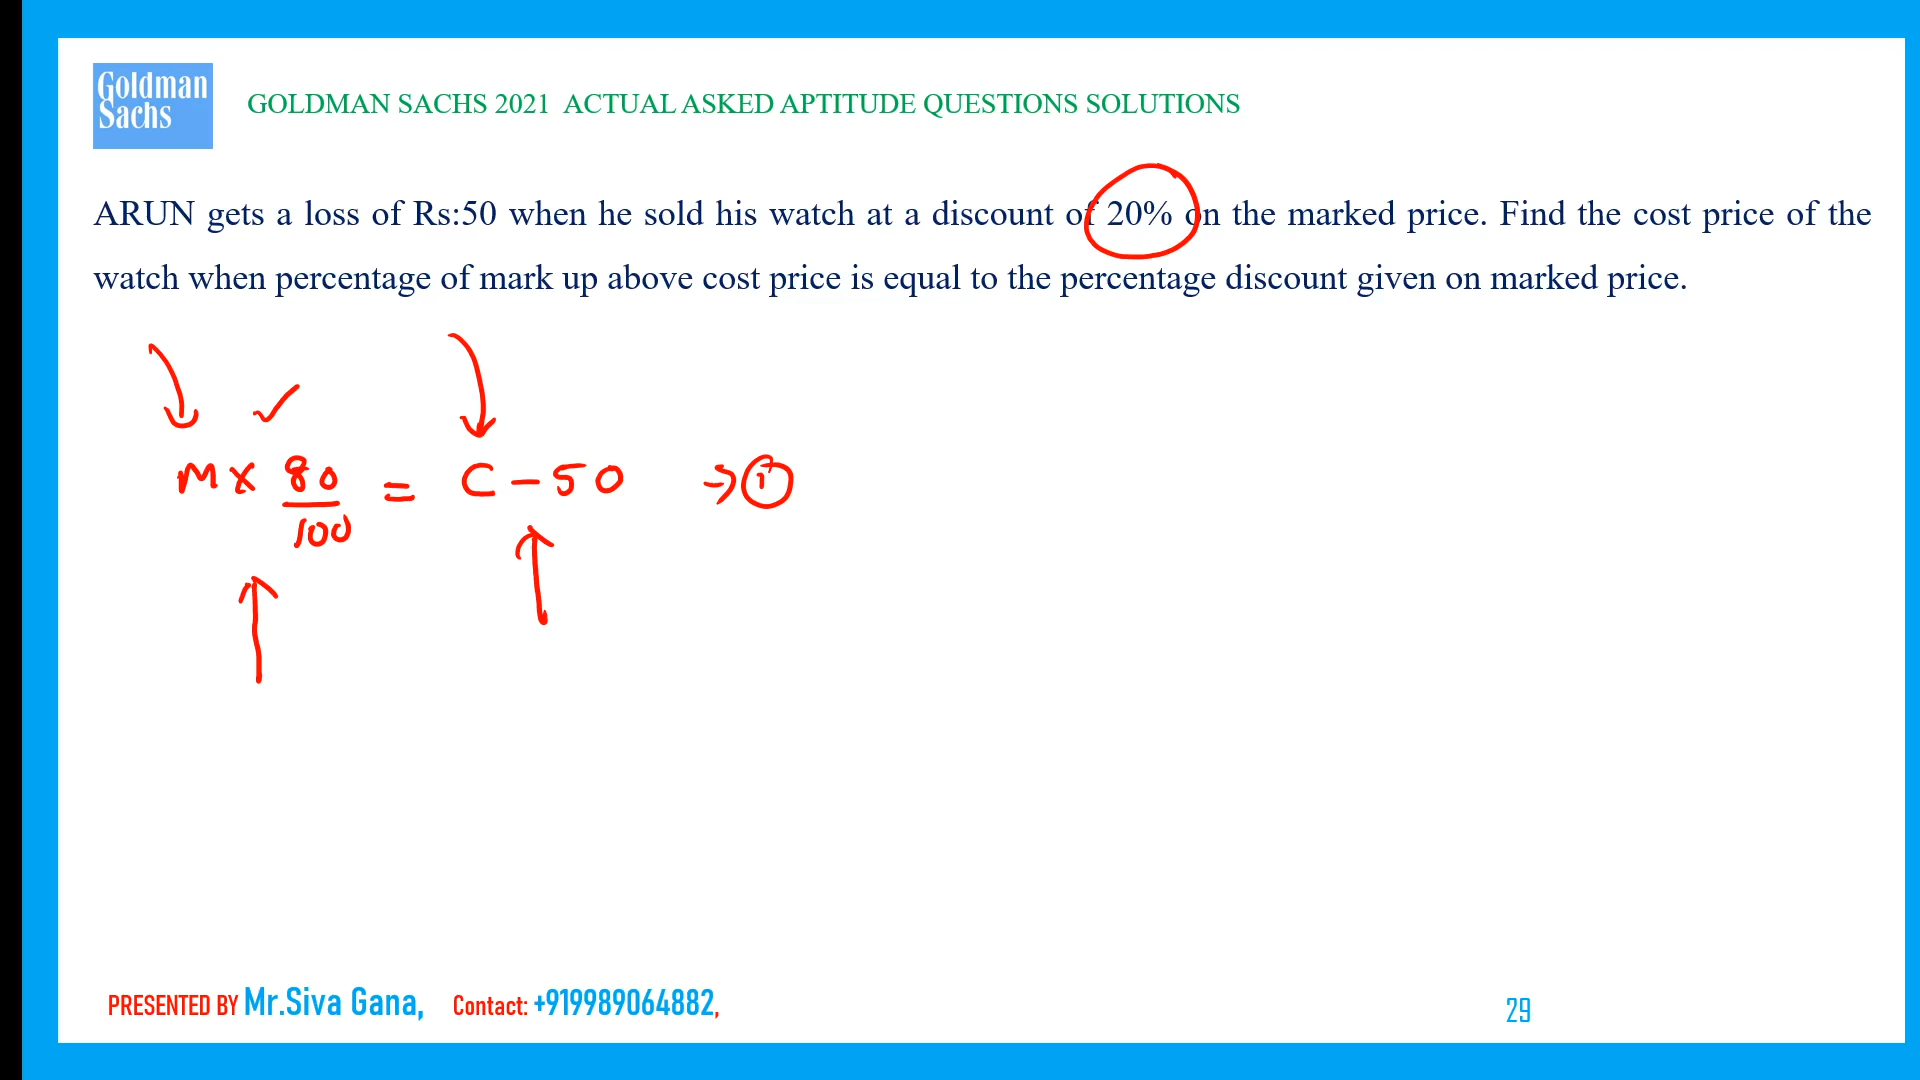 Goldman
Sachs
GOLDMAN SACHS 2021 ACTUAL ASKED APTITUDE QUESTIONS SOLUTIONS
ARUN gets a loss of Rs:50 when he sold his watch at a discount of 20% on the marked price. Find the cost price of the
watch when percentage of mark up above cost price is equal to the percentage discount given on marked price.
M x 80/100 = C - 50 → ①
PRESENTED BY Mr.Siva Gana, Contact: +919989064882,
29